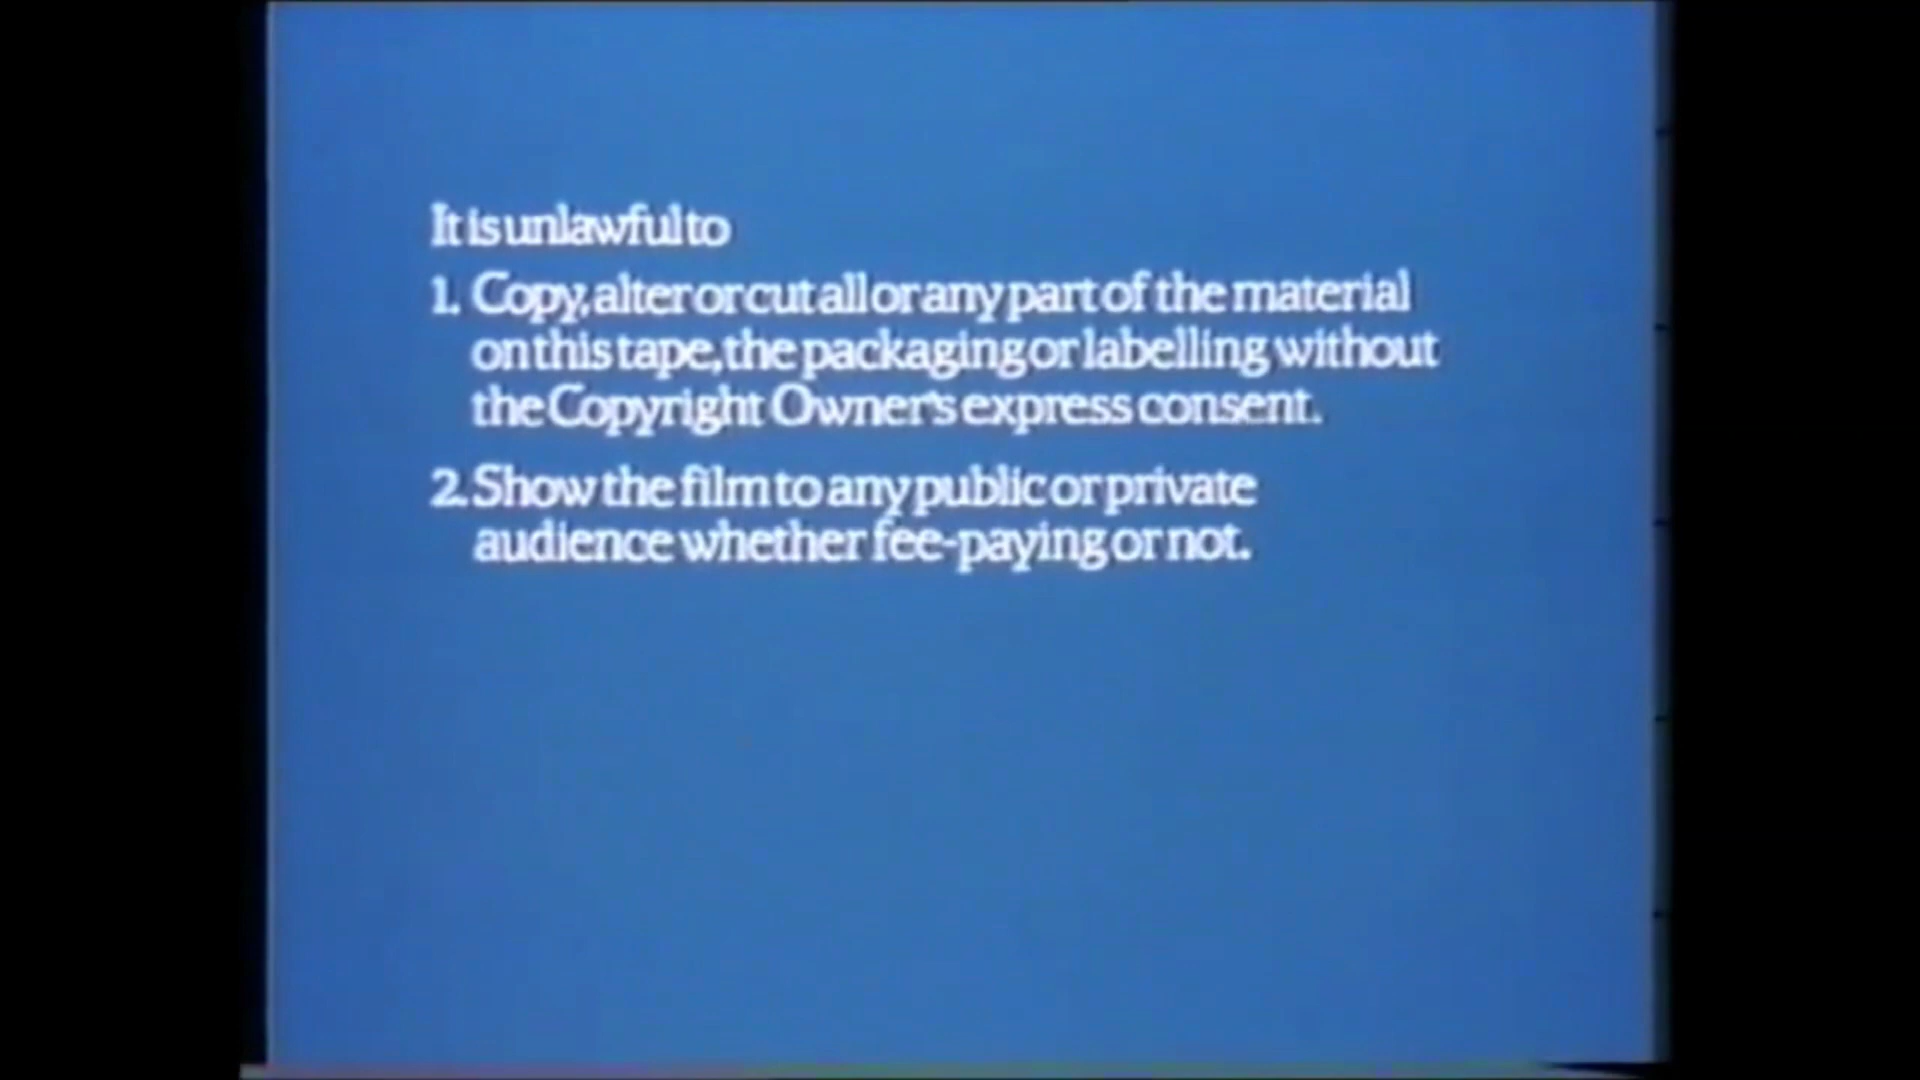 It is unlawful to
1. Copy, alter or cut all or any part of the material
on this tape, the packaging or labelling without
the Copyright Owner's express consent.
2. Show the film to any public or private
audience whether fee-paying or not.